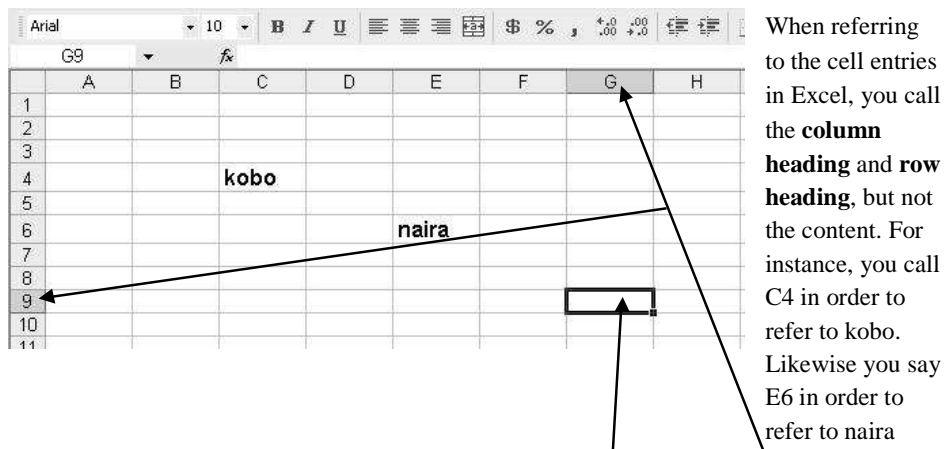 Arial 10 B I U $ % , .00 .00
G9 fx
A B C D E F G H
1
2
3
4 kobo
5
6 naira
7
8
9
10
11
When referring
to the cell entries
in Excel, you call
the column
heading and row
heading, but not
the content. For
instance, you call
C4 in order to
refer to kobo.
Likewise you say
E6 in order to
refer to naira